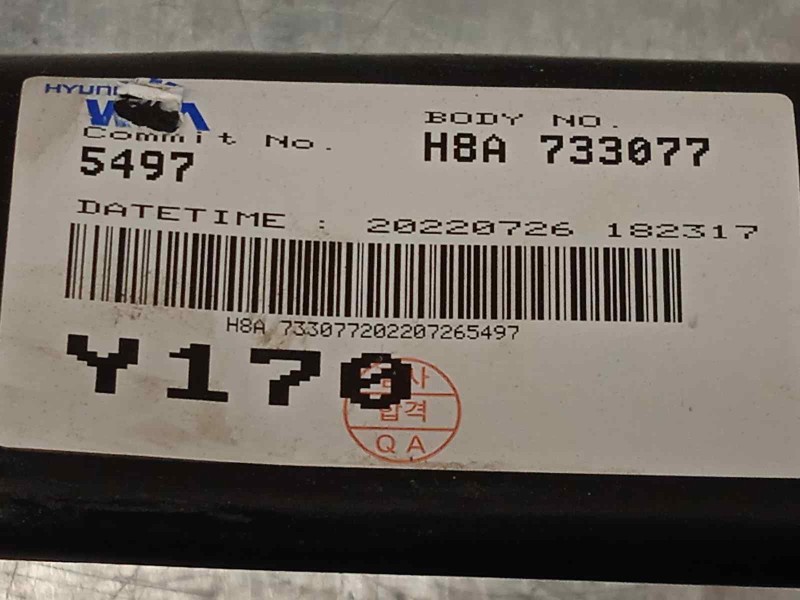 HYUNDAI
WIA
BODY NO.
Commit No.
H8A 733077
5497
DATETIME : 20220726 182317
H8A 733077202207265497
Y170
검사
합격
QA